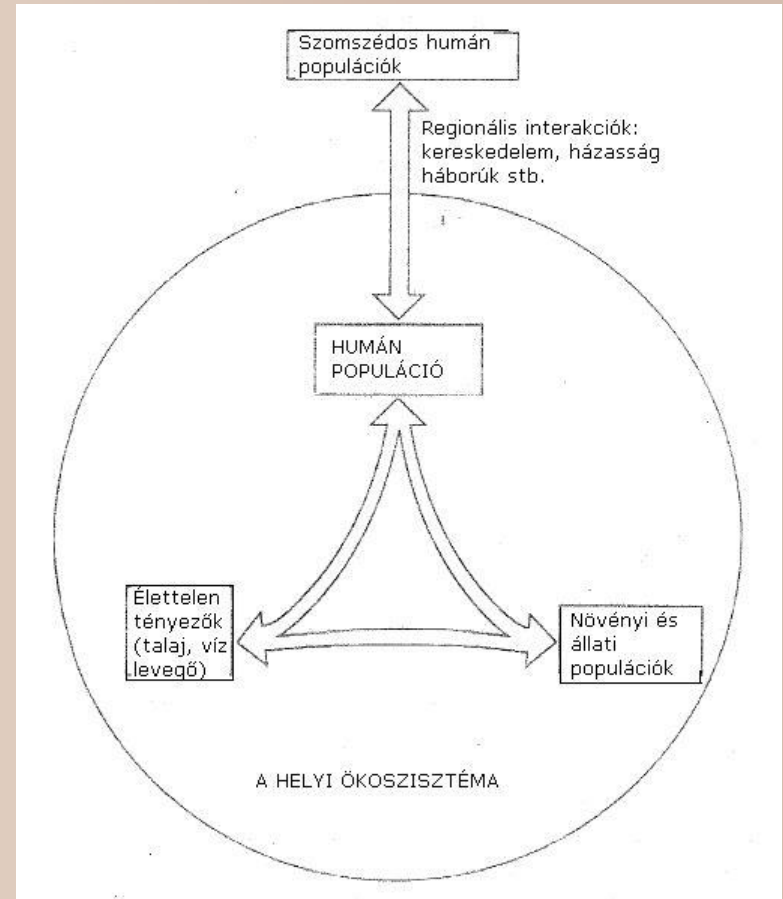 Szomszédos humán
populációk
Regionális interakciók:
kereskedelem, házasság
háborúk stb.
HUMÁN
POPULÁCIÓ
Élettelen
tényezők
(talaj, víz
levegő)
Növényi és
állati
populációk
A HELYI ÖKOSZISZTÉMA